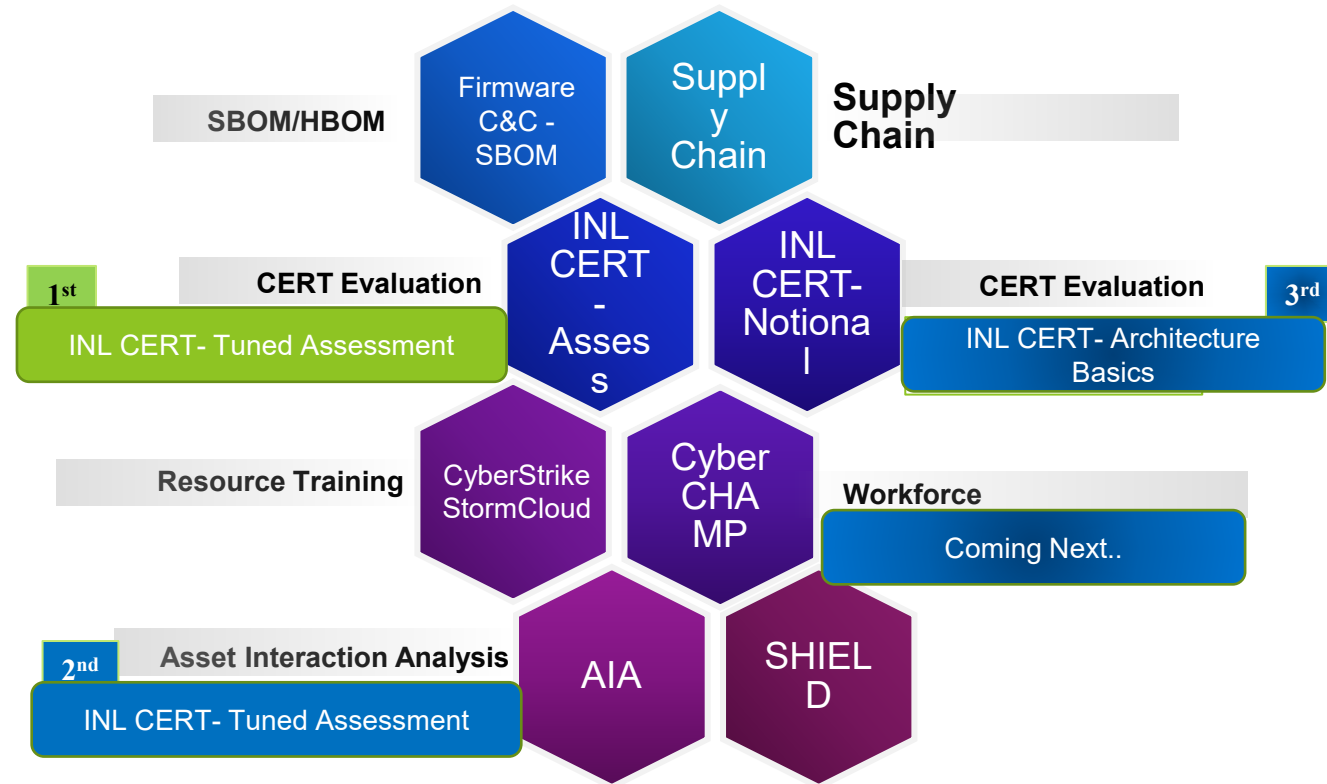 Firmware
C&C -
SBOM
Suppl
y
Chain
SBOM/HBOM
Supply
Chain
INL
CERT
-
Asses
s
INL
CERT-
Notiona
l
CERT Evaluation
1st
INL CERT- Tuned Assessment
CERT Evaluation
3rd
INL CERT- Architecture
Basics
Resource Training
CyberStrike
StormCloud
Cyber
CHA
MP
Workforce
Coming Next..
Asset Interaction Analysis
2nd
INL CERT- Tuned Assessment
AIA
SHIEL
D